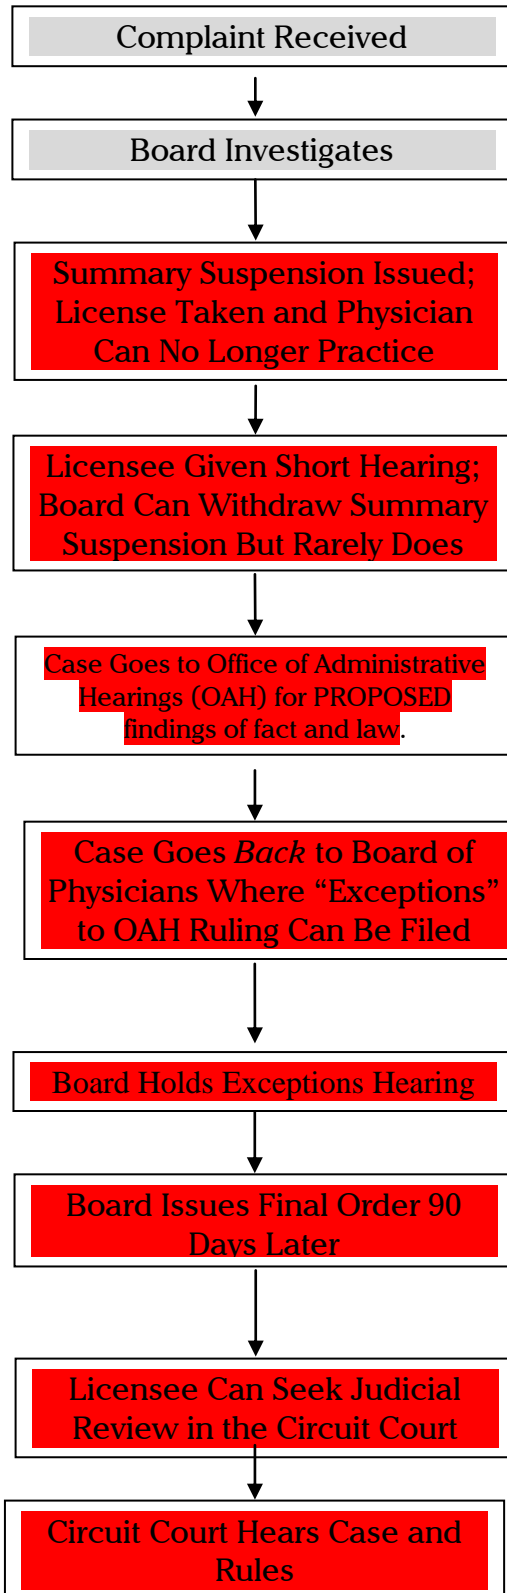 Complaint Received
Board Investigates
Summary Suspension Issued;
License Taken and Physician
Can No Longer Practice
Licensee Given Short Hearing;
Board Can Withdraw Summary
Suspension But Rarely Does
Case Goes to Office of Administrative
Hearings (OAH) for PROPOSED
findings of fact and law.
Case Goes Back to Board of
Physicians Where “Exceptions”
to OAH Ruling Can Be Filed
Board Holds Exceptions Hearing
Board Issues Final Order 90
Days Later
Licensee Can Seek Judicial
Review in the Circuit Court
Circuit Court Hears Case and
Rules